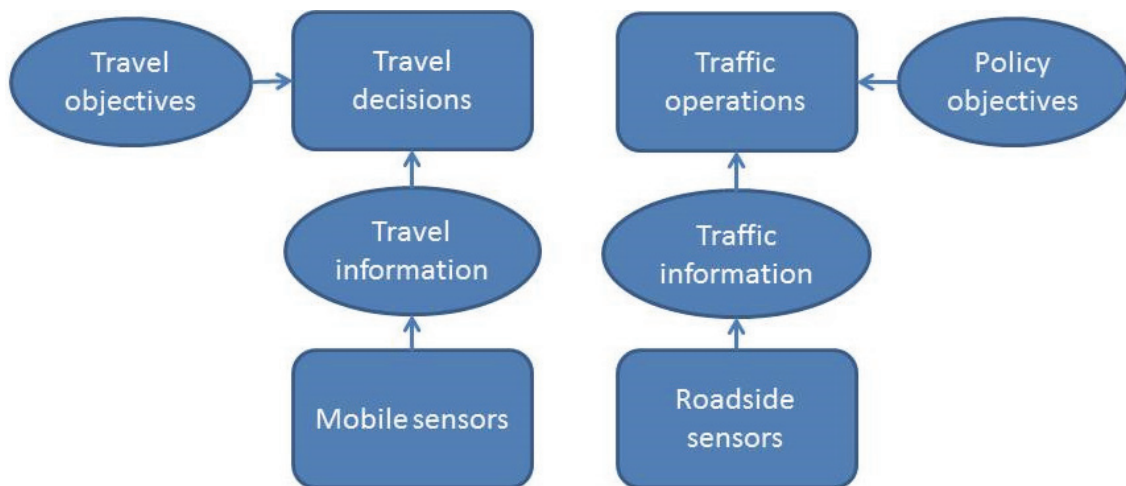 Travel
objectives
Travel
decisions
Traffic
operations
Policy
objectives
Travel
information
Traffic
information
Mobile sensors
Roadside
sensors